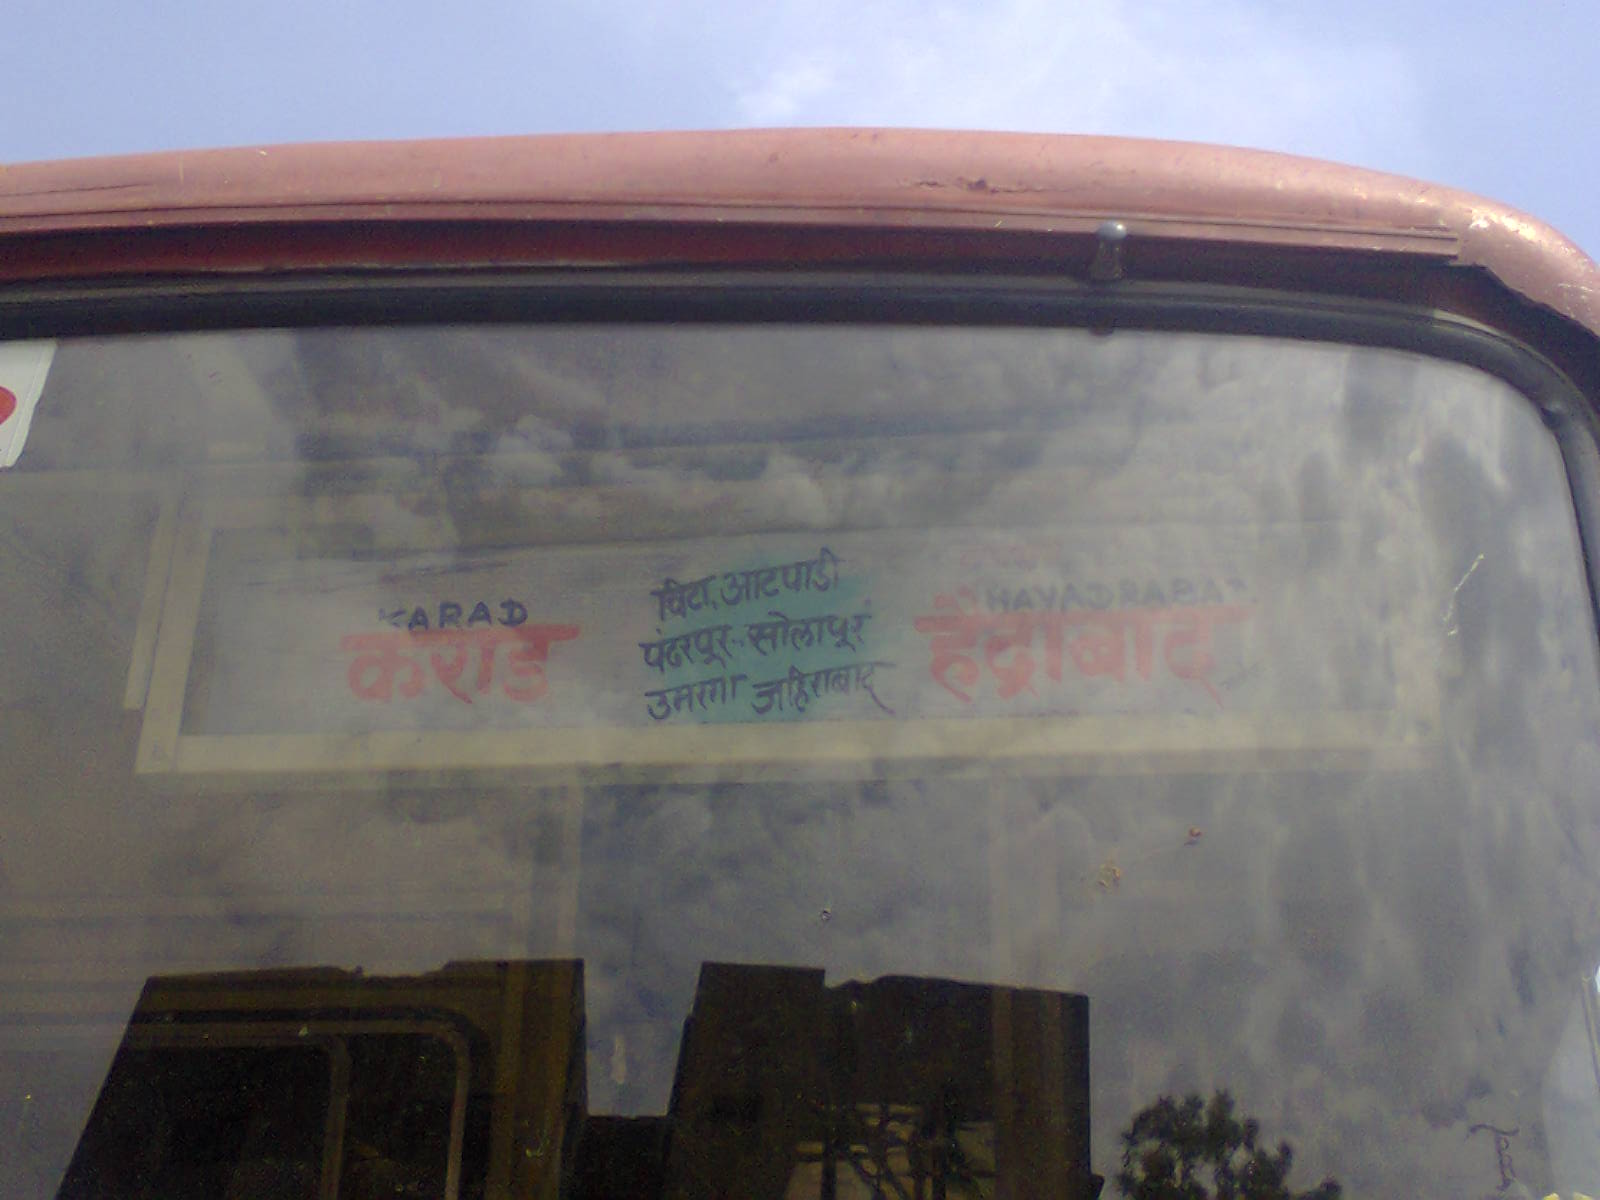 KARAD
कराड
विटा, आटपाडी
पंढरपूर- सोलापूर
उमरगा जहिराबाद
HAYADRABAD
हैद्राबाद